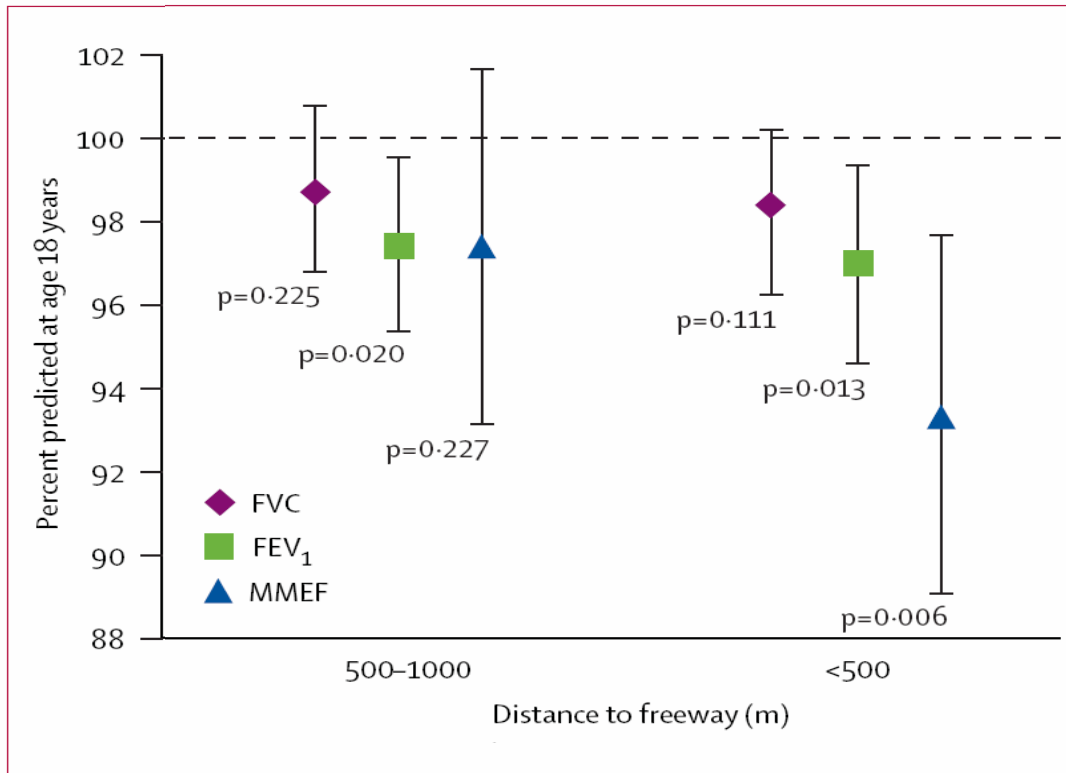 102
100
98
96
94
92
90
88
Percent predicted at age 18 years
p=0·225
p=0·020
p=0·227
p=0·111
p=0·013
p=0·006
FVC
FEV₁
MMEF
500–1000
<500
Distance to freeway (m)